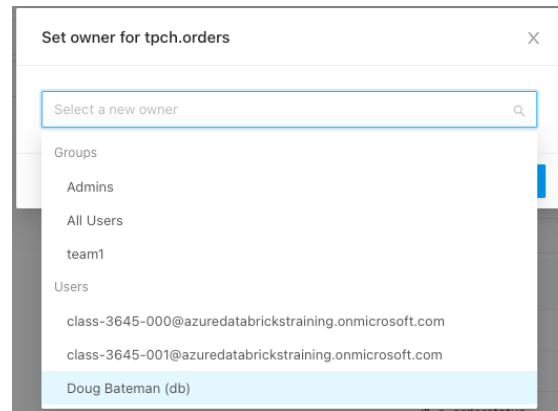 Set owner for tpch.orders
Select a new owner
Groups
Admins
All Users
team1
Users
class-3645-000@azuredatabrickstraining.onmicrosoft.com
class-3645-001@azuredatabrickstraining.onmicrosoft.com
Doug Bateman (db)